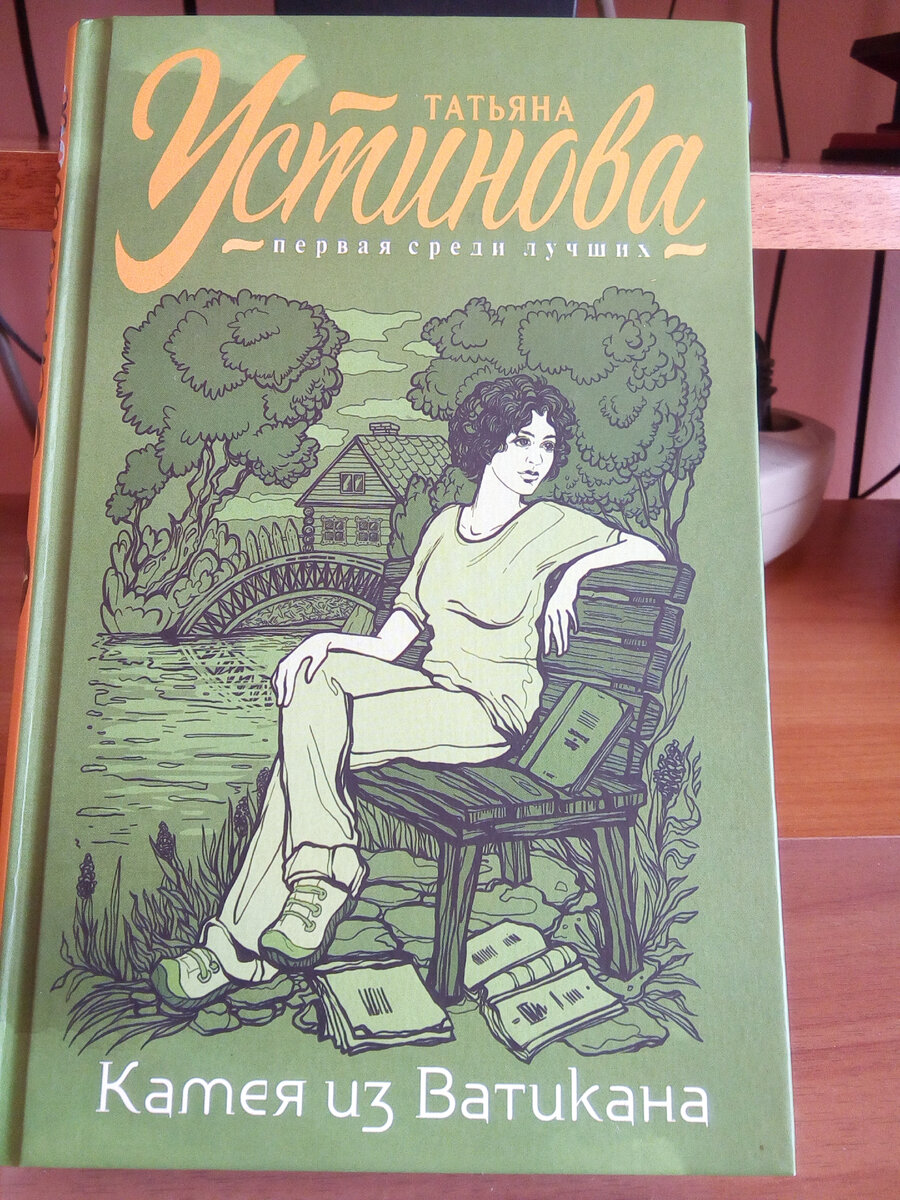 ТАТЬЯНА
Устинова
первая среди лучших
Камея из Ватикана